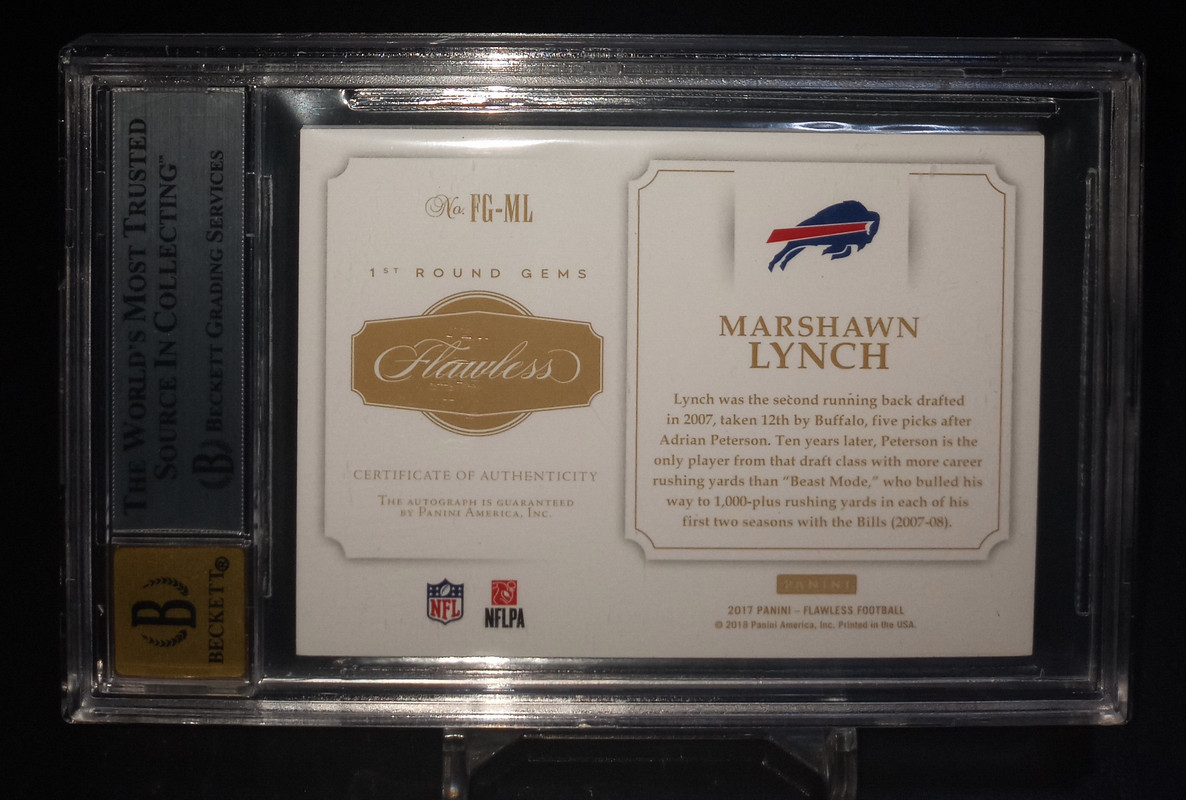 THE WORLD'S MOST TRUSTED
SOURCE IN COLLECTING™
BECKETT GRADING SERVICES
B
BECKETT®
No. FG-ML
1ST ROUND GEMS
Flawless
CERTIFICATE OF AUTHENTICITY
THE AUTOGRAPH IS GUARANTEED
BY PANINI AMERICA, INC.
NFL
NFLPA
MARSHAWN
LYNCH
Lynch was the second running back drafted
in 2007, taken 12th by Buffalo, five picks after
Adrian Peterson. Ten years later, Peterson is the
only player from that draft class with more career
rushing yards than “Beast Mode,” who bulled his
way to 1,000-plus rushing yards in each of his
first two seasons with the Bills (2007-08).
PANINI
2017 PANINI – FLAWLESS FOOTBALL
© 2018 Panini America, Inc. Printed in the USA.